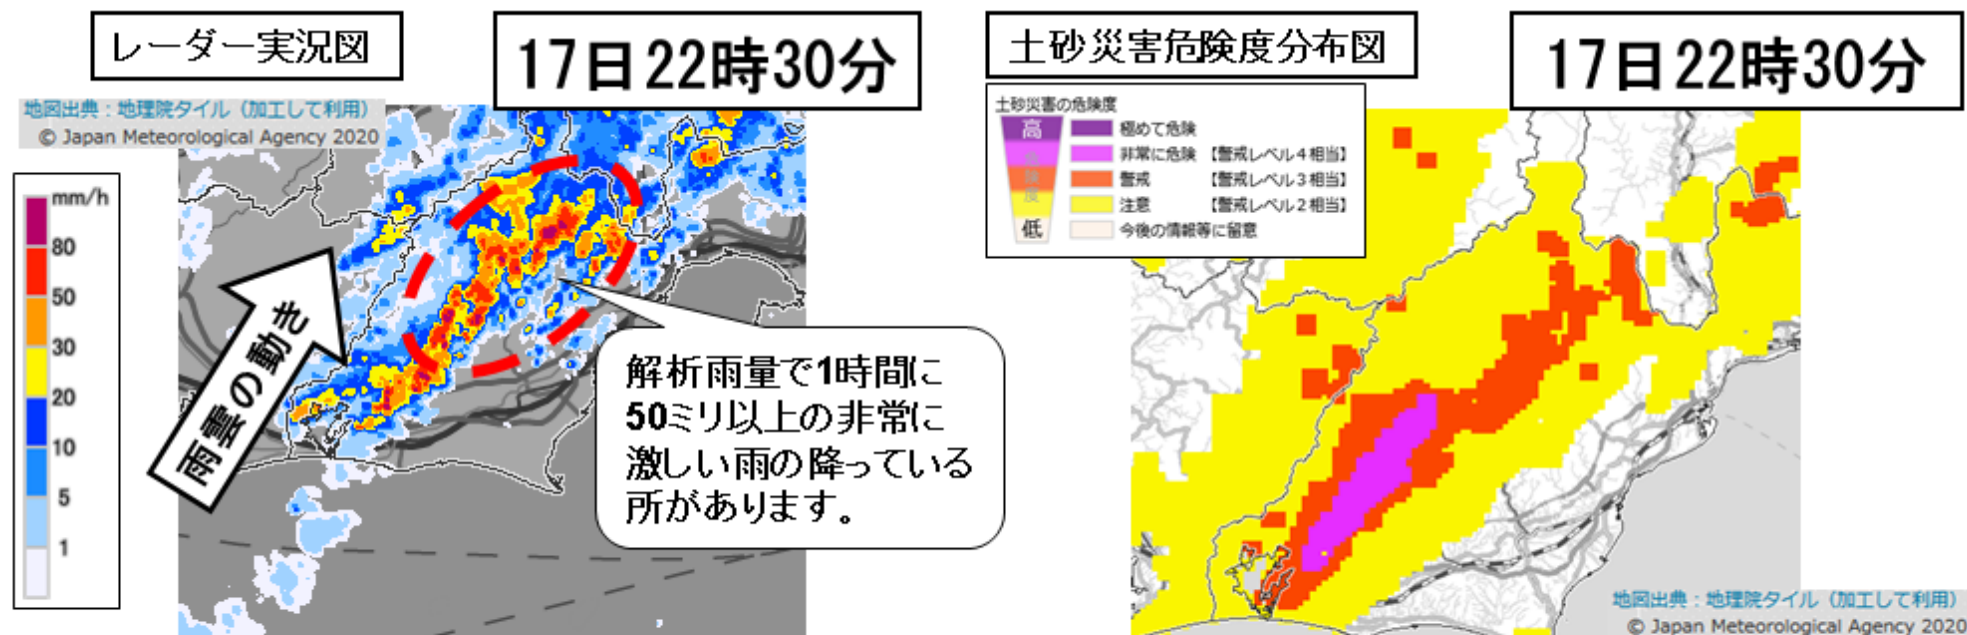 レーダー実況図
17日22時30分
地図出典：地理院タイル（加工して利用）
© Japan Meteorological Agency 2020
mm/h
80
50
30
20
10
5
1
雨雲の動き
解析雨量で1時間に
50ミリ以上の非常に
激しい雨の降っている
所があります。
土砂災害危険度分布図
17日22時30分
土砂災害の危険度
高
危険度
低
極めて危険
非常に危険 【警戒レベル４相当】
警戒 【警戒レベル３相当】
注意 【警戒レベル２相当】
今後の情報等に留意
地図出典：地理院タイル（加工して利用）
© Japan Meteorological Agency 2020